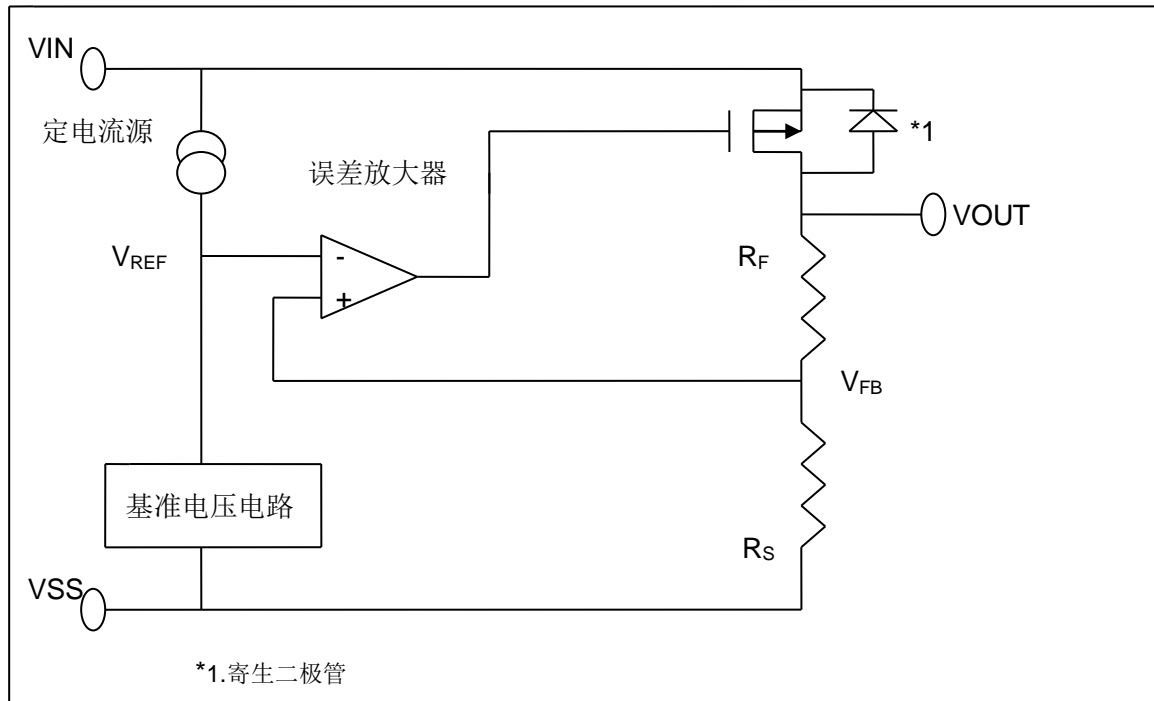 VIN
定电流源
*1
误差放大器
VOUT
VREF
RF
-
+
VFB
基准电压电路
RS
VSS
*1.寄生二极管